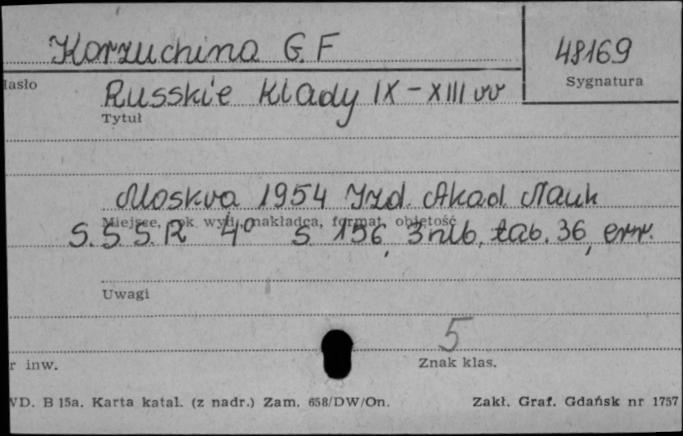 Korzuchina G. F
48169
asło
Sygnatura
Russkie klady IX-XIII vv
Tytuł
Moskva 1954 Izd. Akad. Nauk
Miejsce, rok wyd., nakładca, format, objętość
S.S.S.R 4° s 156, 3 nlb, tab. 36, err.
Uwagi
5
r inw.
Znak klas.
WD. B 15a. Karta katal. (z nadr.) Zam. 658/DW/On.
Zakł. Graf. Gdańsk nr 1757